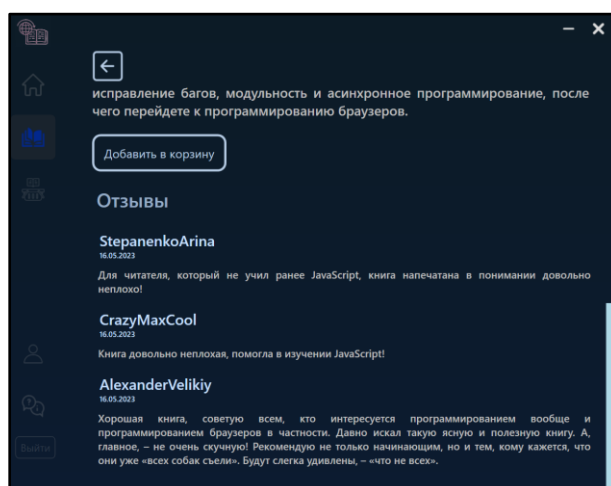 исправление багов, модульность и асинхронное программирование, после
чего перейдете к программированию браузеров.
Добавить в корзину
Отзывы
StepanenkoArina
16.05.2023
Для читателя, который не учил ранее JavaScript, книга напечатана в понимании довольно
неплохо!
CrazyMaxCool
16.05.2023
Книга довольно неплохая, помогла в изучении JavaScript!
AlexanderVelikiy
16.05.2023
Хорошая книга, советую всем, кто интересуется программированием вообще и
программированием браузеров в частности. Давно искал такую ясную и полезную книгу. А,
главное, – не очень скучную! Рекомендую не только начинающим, но и тем, кому кажется, что
они уже «всех собак съели». Будут слегка удивлены, – «что не всех».
Выйти